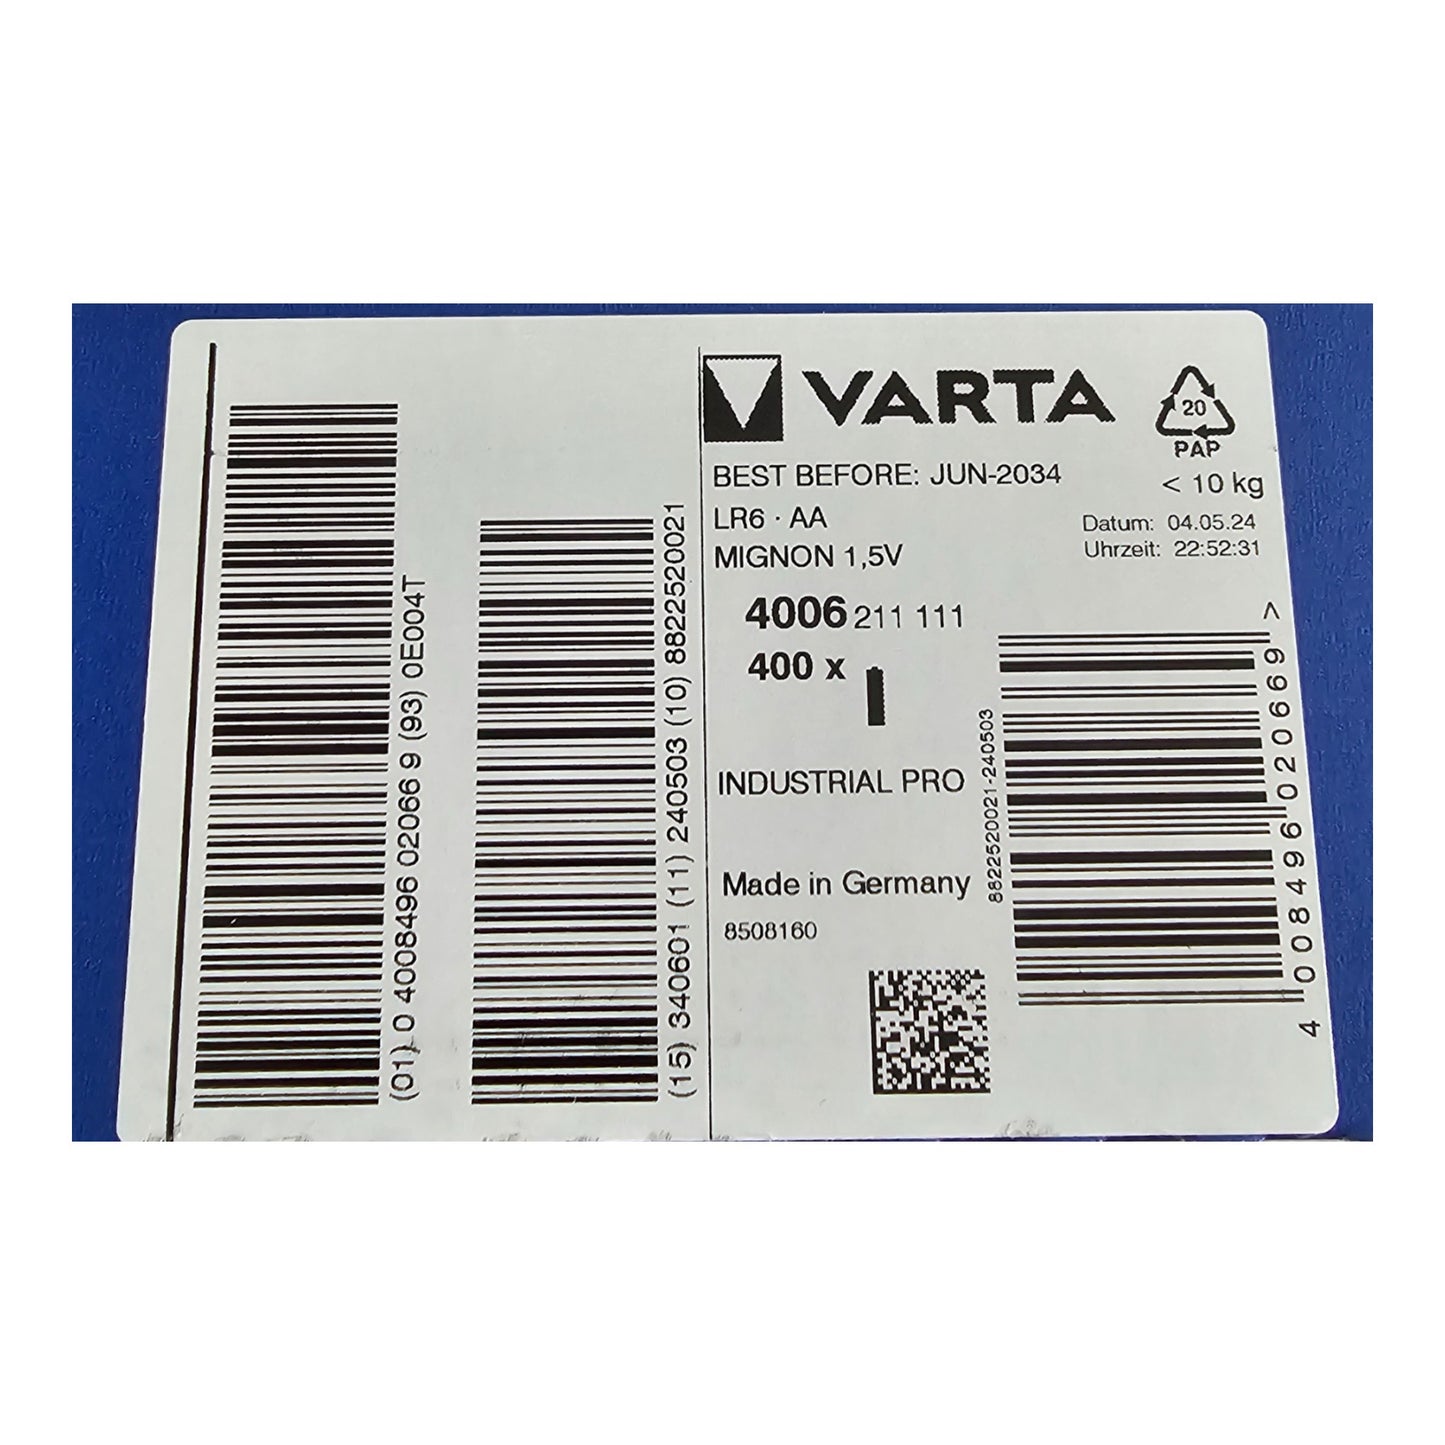 (01) 0 4008496 02066 9 (93) 0E004T
(15) 340601 (11) 240503 (10) 8822520021
VARTA
20
PAP
BEST BEFORE: JUN-2034
< 10 kg
LR6 · AA
Datum: 04.05.24
MIGNON 1,5V
Uhrzeit: 22:52:31
4006 211 111
400 x
INDUSTRIAL PRO
Made in Germany
8508160
8822520021-240503
4 008496 020669 >